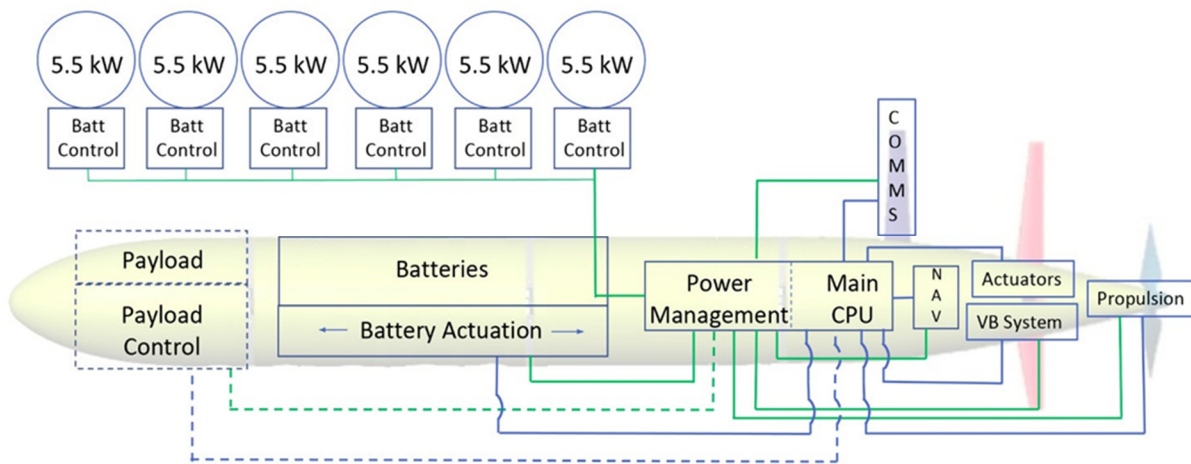 5.5 kW 5.5 kW 5.5 kW 5.5 kW 5.5 kW 5.5 kW
Batt Batt Batt Batt Batt Batt
Control Control Control Control Control Control
COMMS
Payload
Payload
Control
Batteries
Battery Actuation
Power
Management
Main
CPU
NAV
Actuators
VB System
Propulsion